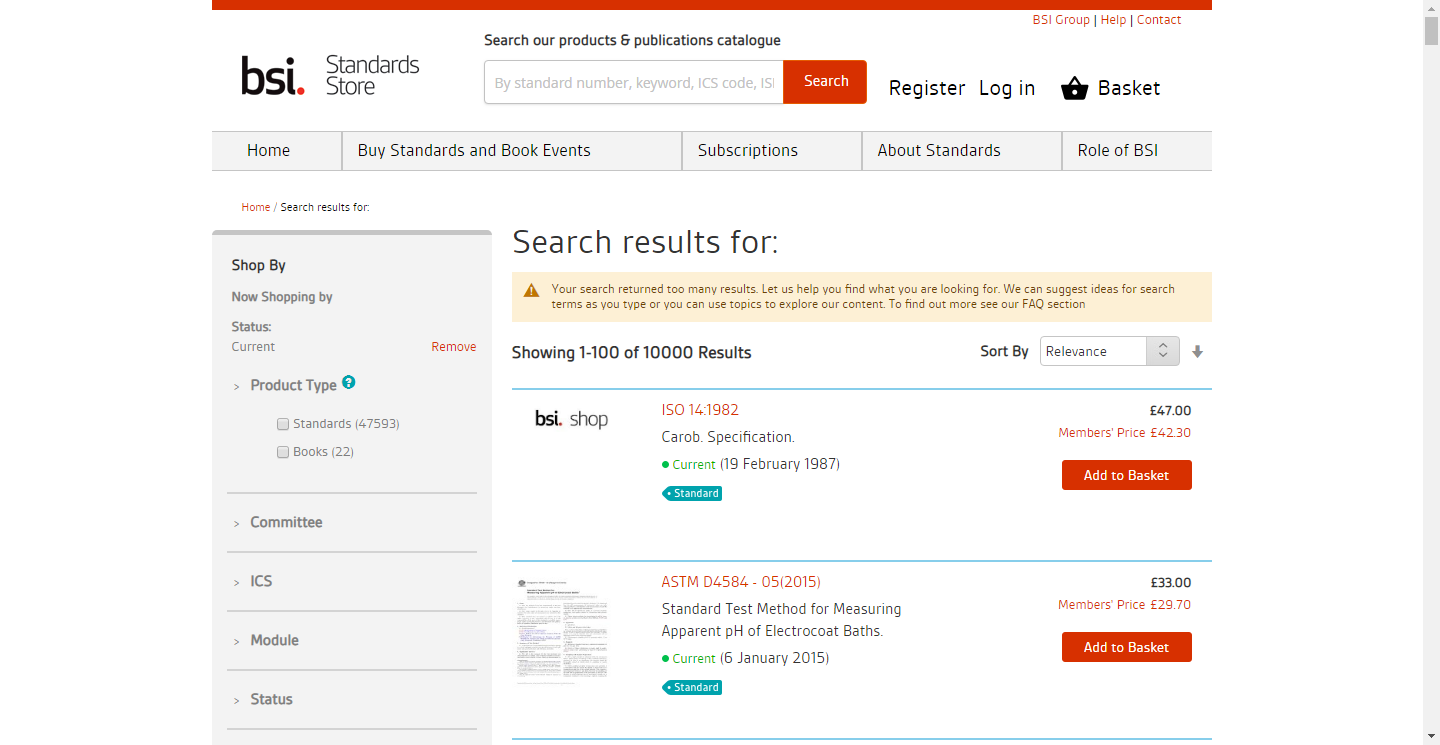 BSI Group | Help | Contact
bsi. Standards Store
Search our products & publications catalogue
By standard number, keyword, ICS code, ISI
Search
Register Log in Basket
Home
Buy Standards and Book Events
Subscriptions
About Standards
Role of BSI
Home / Search results for:
Shop By
Now Shopping by
Status:
Current Remove
> Product Type ?
Standards (47593)
Books (22)
> Committee
> ICS
> Module
> Status
Search results for:
Your search returned too many results. Let us help you find what you are looking for. We can suggest ideas for search
terms as you type or you can use topics to explore our content. To find out more see our FAQ section
Showing 1-100 of 10000 Results
Sort By Relevance
bsi. shop
ISO 14:1982
Carob. Specification.
Current (19 February 1987)
Standard
£47.00
Members' Price £42.30
Add to Basket
ASTM D4584 - 05(2015)
Standard Test Method for Measuring
Apparent pH of Electrocoat Baths.
Current (6 January 2015)
Standard
£33.00
Members' Price £29.70
Add to Basket